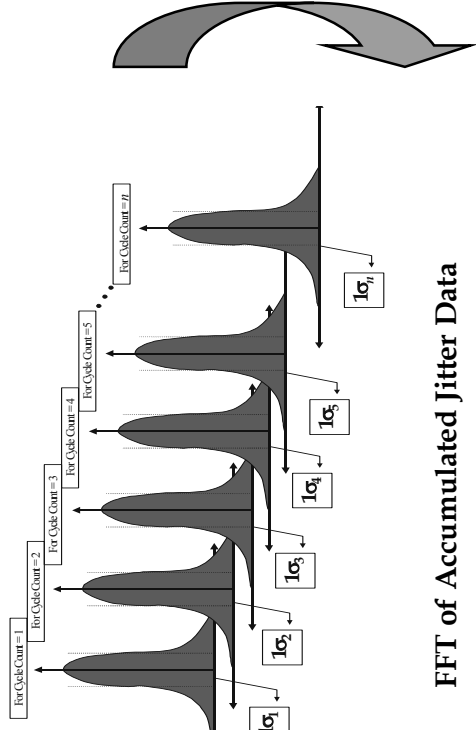 For Cycle Count = 1
For Cycle Count = 2
For Cycle Count = 3
For Cycle Count = 4
For Cycle Count = 5
For Cycle Count = n
1σ1
1σ2
1σ3
1σ4
1σ5
1σn
FFT of Accumulated Jitter Data